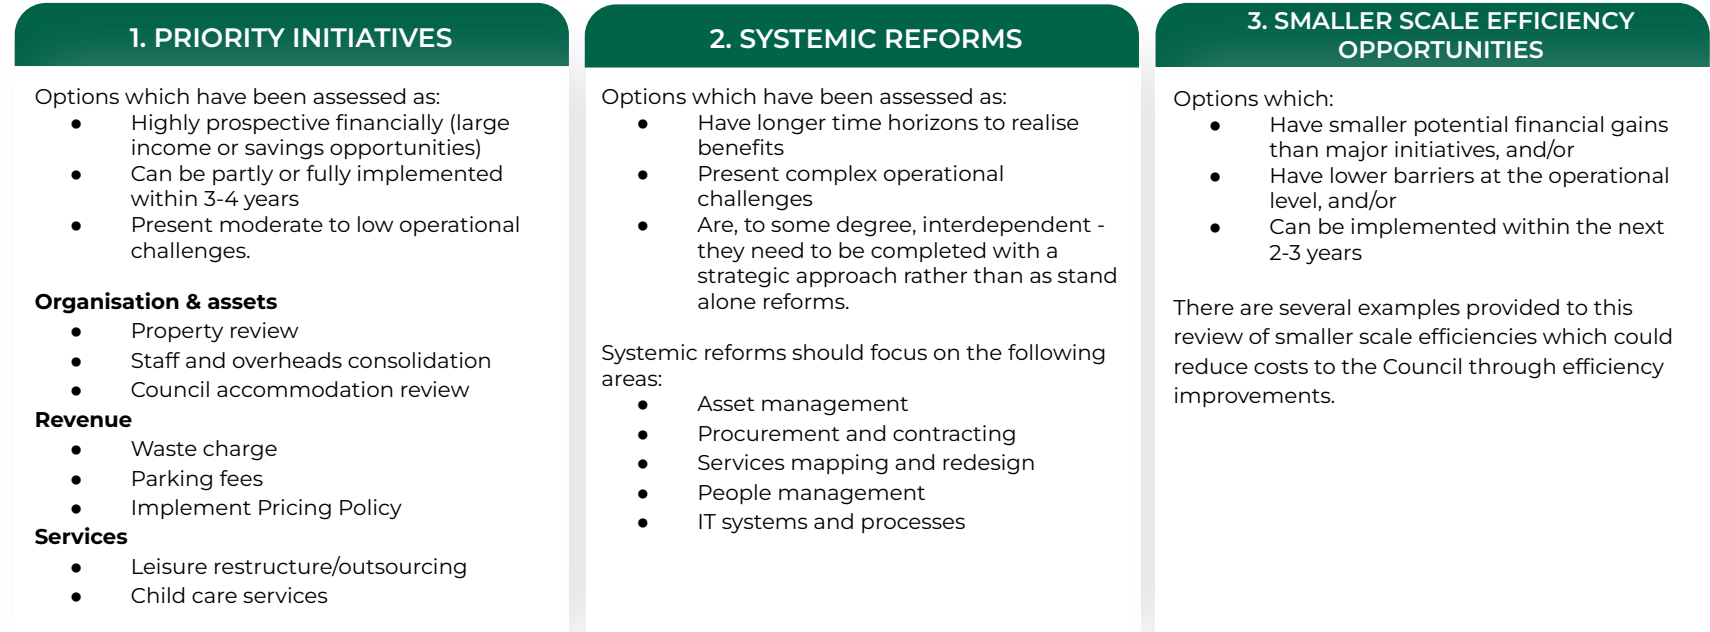 1. PRIORITY INITIATIVES
Options which have been assessed as:
● Highly prospective financially (large
income or savings opportunities)
● Can be partly or fully implemented
within 3-4 years
● Present moderate to low operational
challenges.
Organisation & assets
● Property review
● Staff and overheads consolidation
● Council accommodation review
Revenue
● Waste charge
● Parking fees
● Implement Pricing Policy
Services
● Leisure restructure/outsourcing
● Child care services
2. SYSTEMIC REFORMS
Options which have been assessed as:
● Have longer time horizons to realise
benefits
● Present complex operational
challenges
● Are, to some degree, interdependent -
they need to be completed with a
strategic approach rather than as stand
alone reforms.
Systemic reforms should focus on the following
areas:
● Asset management
● Procurement and contracting
● Services mapping and redesign
● People management
● IT systems and processes
3. SMALLER SCALE EFFICIENCY
OPPORTUNITIES
Options which:
● Have smaller potential financial gains
than major initiatives, and/or
● Have lower barriers at the operational
level, and/or
● Can be implemented within the next
2-3 years
There are several examples provided to this
review of smaller scale efficiencies which could
reduce costs to the Council through efficiency
improvements.